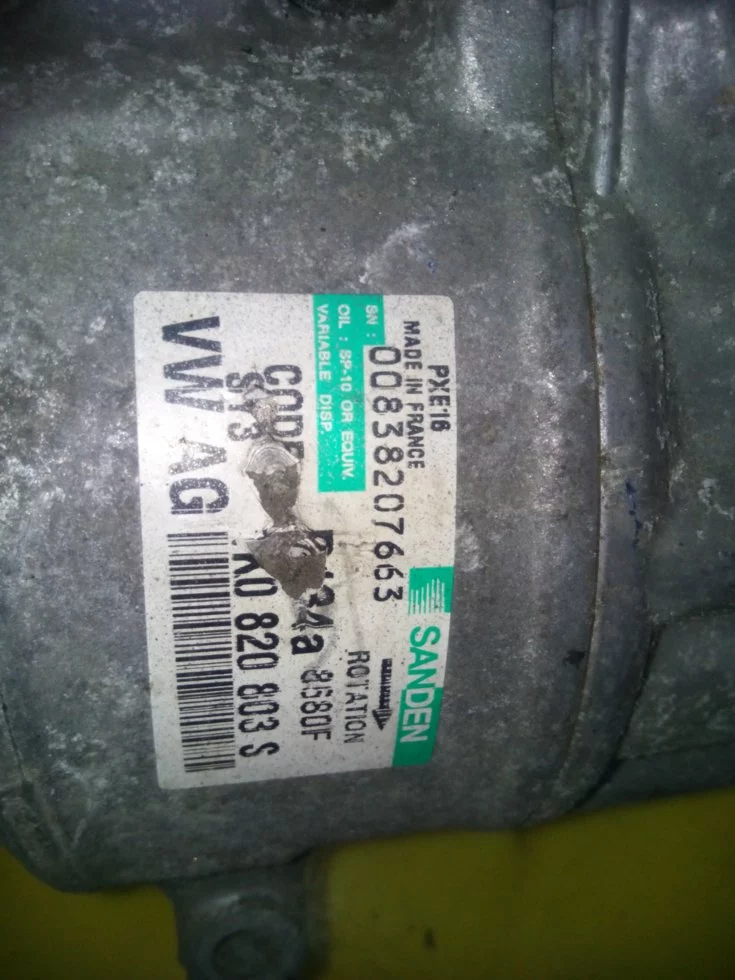 PXE16
MADE IN FRANCE
SANDEN
SN : 00838207663
OIL : SP-10 OR EQUIV.
VARIABLE DISP.
ROTATION
8580F
K0 820 803 S
VW AG